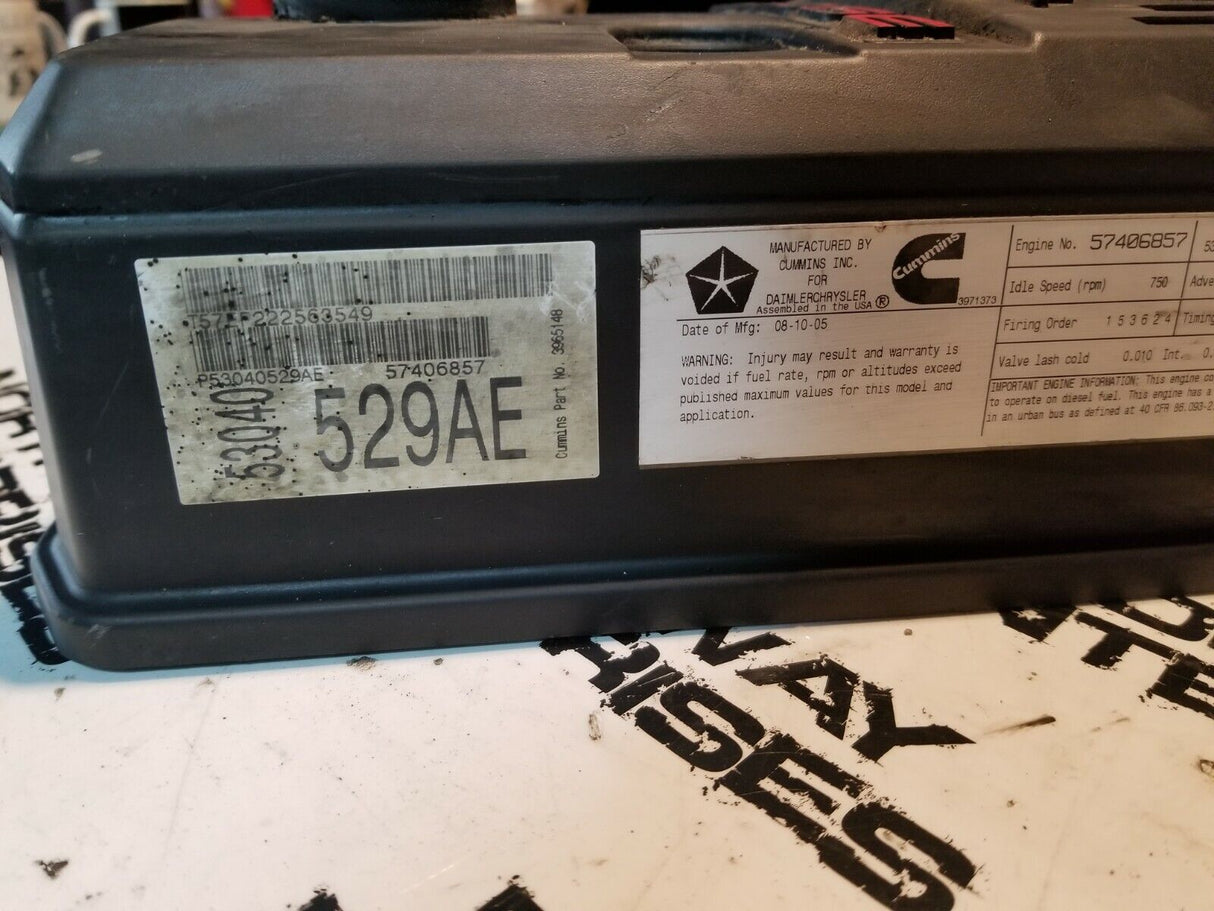 T57FF222563549
P53040529AE 57406857
53040
529AE
Cummins Part No. 3965148
MANUFACTURED BY
CUMMINS INC.
FOR
DAIMLERCHRYSLER ®
Assembled in the USA
Cummins
3971373
Date of Mfg: 08-10-05
WARNING: Injury may result and warranty is
voided if fuel rate, rpm or altitudes exceed
published maximum values for this model and
application.
Engine No. 57406857
Idle Speed (rpm) 750
Firing Order 1 5 3 6 2 4 Timing
Valve lash cold 0.010 Int.
IMPORTANT ENGINE INFORMATION: This engine
to operate on diesel fuel. This engine has a
in an urban bus as defined at 40 CFR 86.093-2
WAY
RISES